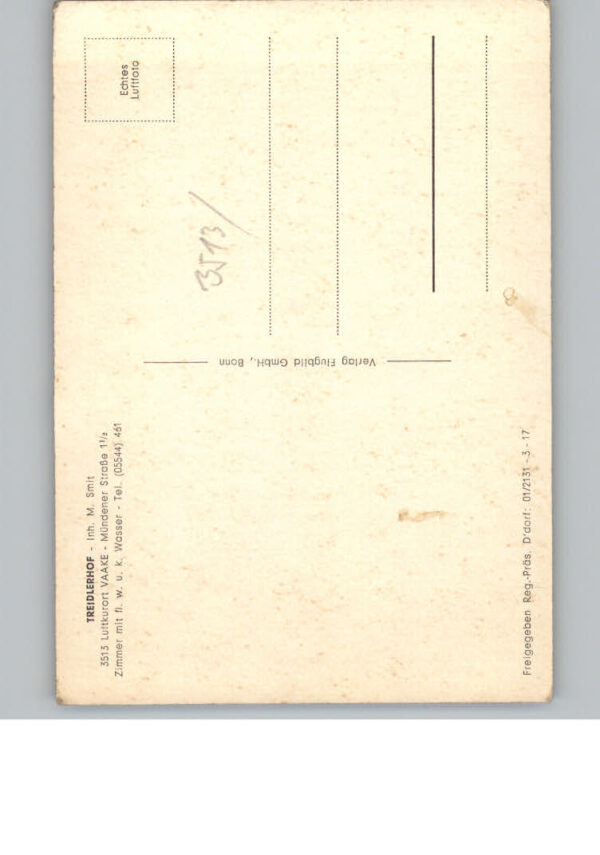 TREIDLERHOF - Inh. M. Smit
3513 Luftkurort VAAKE - Mündener Straße 1½
Zimmer mit fl. w. u. k. Wasser - Tel. (05544) 461
Echtes
Luftfoto
3513/
Verlag Flugbild GmbH., Bonn
Freigegeben Reg.-Präs. D'dorf: 01/2131 - 3 - 17